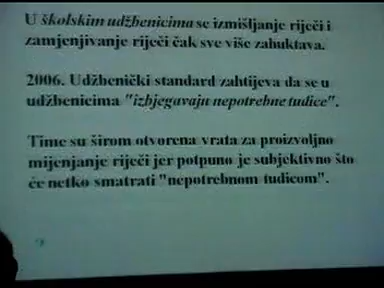 U školskim udžbenicima se izmišljanje riječi i
zamjenjivanje riječi čak sve više zahuktava.
2006. Udžbenički standard zahtijeva da se u
udžbenicima "izbjegavaju nepotrebne tuđice".
Time su širom otvorena vrata za proizvoljno
mijenjanje riječi jer potpuno je subjektivno što
će netko smatrati "nepotrebnom tuđicom".